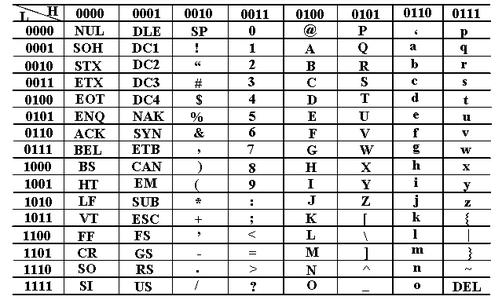 L H 0000 0001 0010 0011 0100 0101 0110 0111
0000 NUL DLE SP 0 @ P ‘ p
0001 SOH DC1 ! 1 A Q a q
0010 STX DC2 “ 2 B R b r
0011 ETX DC3 # 3 C S c s
0100 EOT DC4 $ 4 D T d t
0101 ENQ NAK % 5 E U e u
0110 ACK SYN & 6 F V f v
0111 BEL ETB ’ 7 G W g w
1000 BS CAN ) 8 H X h x
1001 HT EM ( 9 I Y i y
1010 LF SUB * : J Z j z
1011 VT ESC + ; K [ k {
1100 FF FS ’ < L \ l |
1101 CR GS - = M ] m }
1110 SO RS . > N ^ n ~
1111 SI US / ? O _ o DEL